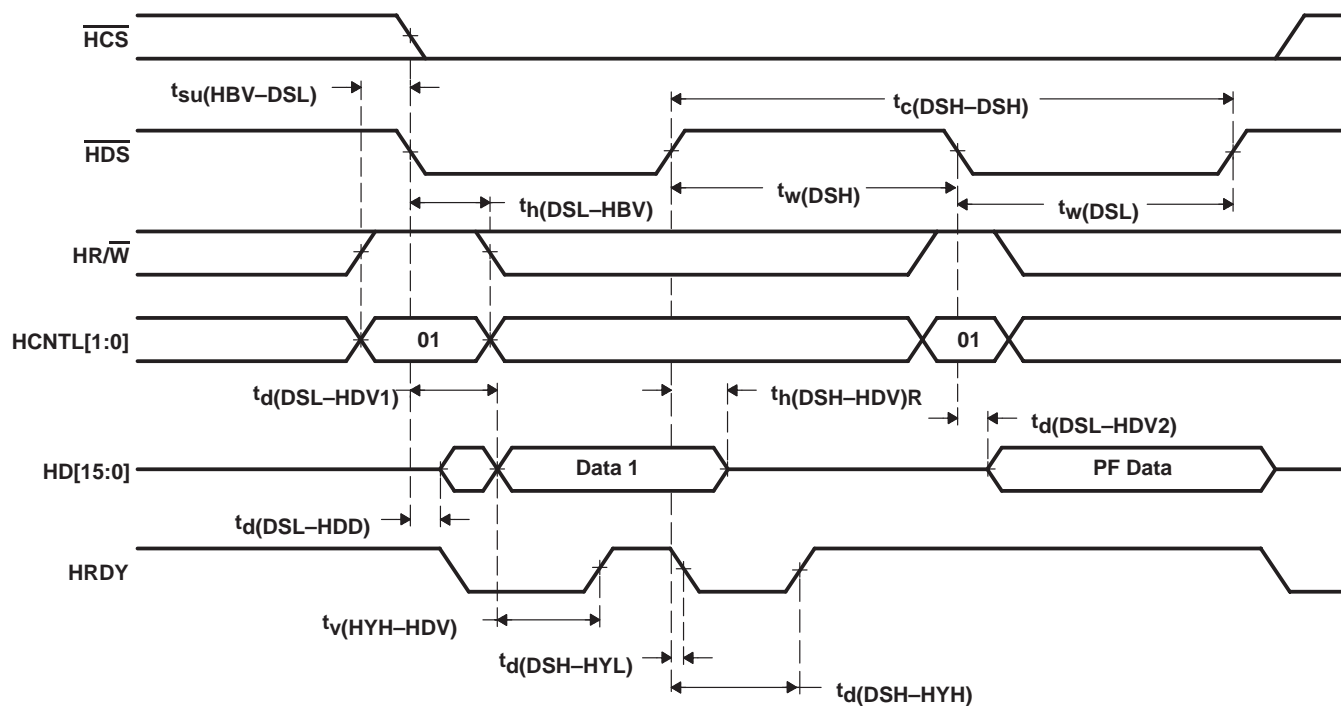 HCS
tsu(HBV–DSL)
tc(DSH–DSH)
HDS
th(DSL–HBV)
tw(DSH)
tw(DSL)
HR/W
HCNTL[1:0]
01
01
td(DSL–HDV1)
th(DSH–HDV)R
td(DSL–HDV2)
HD[15:0]
Data 1
PF Data
td(DSL–HDD)
HRDY
tv(HYH–HDV)
td(DSH–HYL)
td(DSH–HYH)